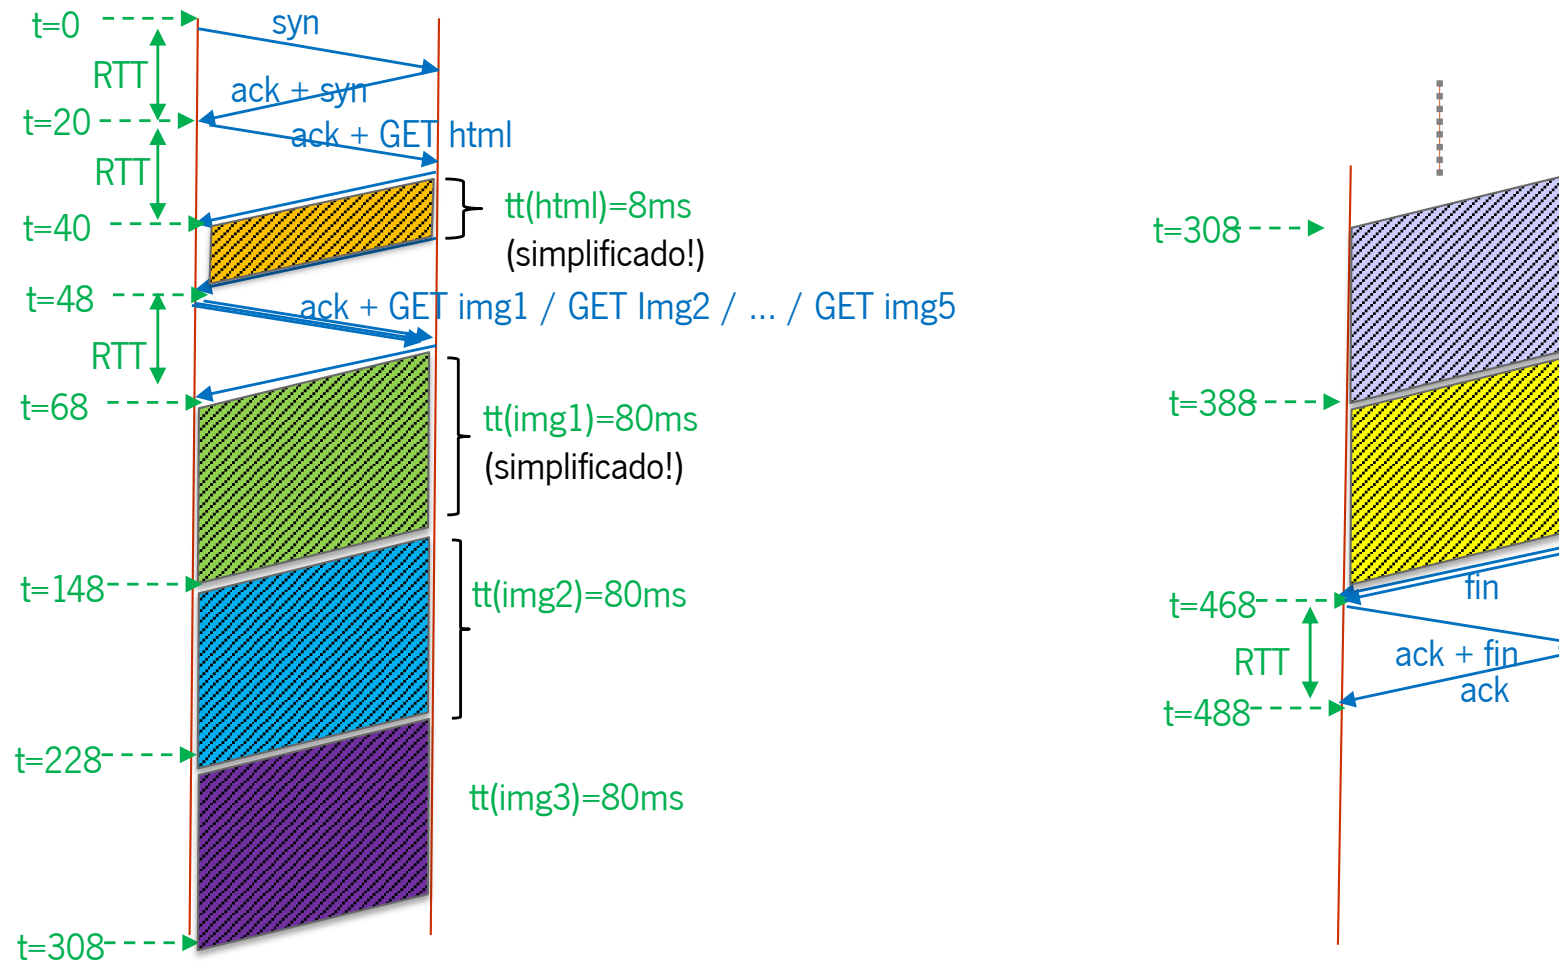 t=0
syn
RTT
ack + syn
t=20
ack + GET html
RTT
tt(html)=8ms
(simplificado!)
t=40
t=48
ack + GET img1 / GET Img2 / ... / GET img5
RTT
t=68
tt(img1)=80ms
(simplificado!)
t=148
tt(img2)=80ms
t=228
tt(img3)=80ms
t=308
t=308
t=388
t=468
fin
RTT
ack + fin
ack
t=488